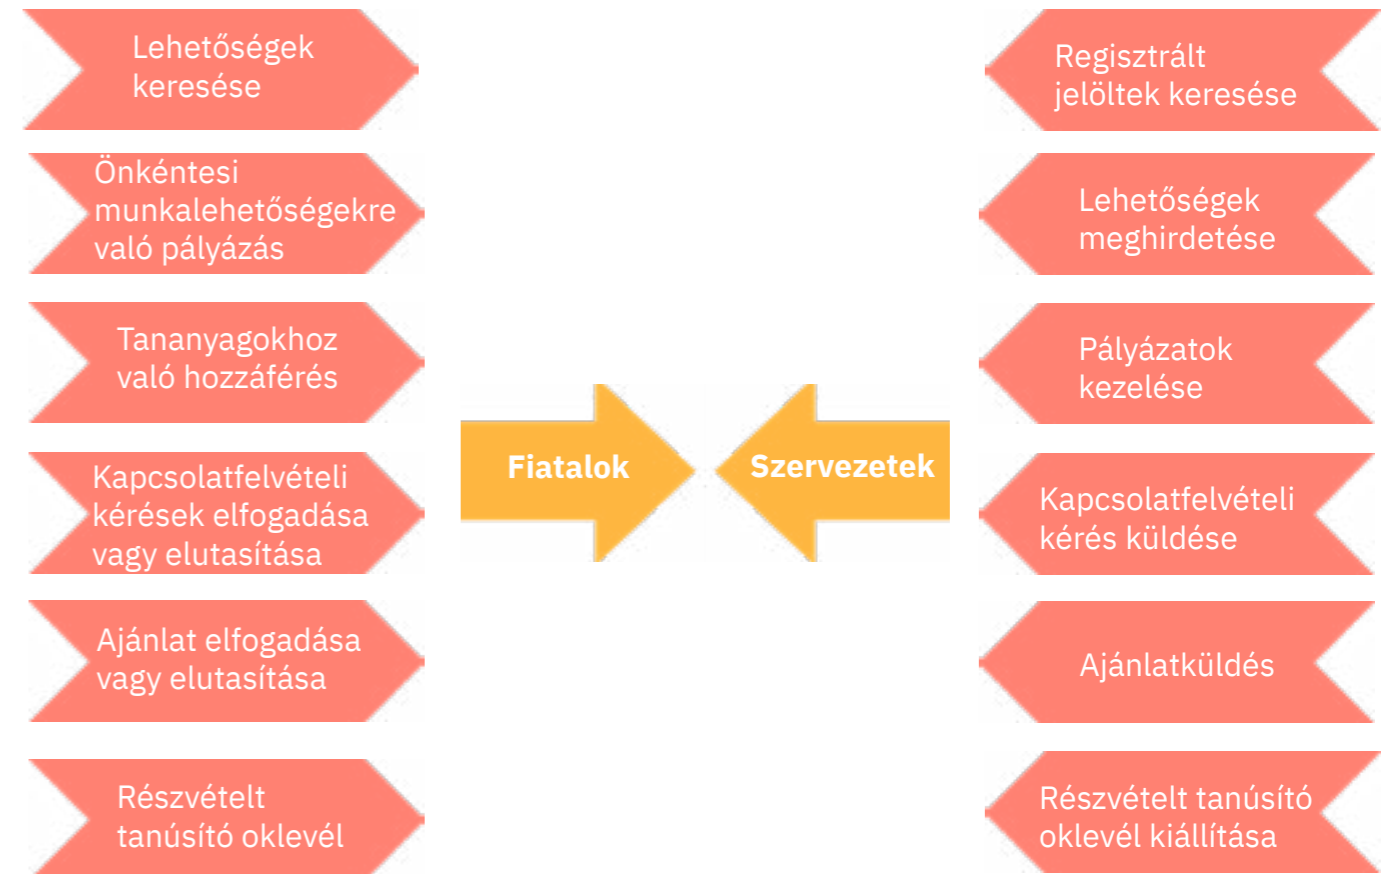 Lehetőségek
keresése
Önkéntesi
munkalehetőségekre
való pályázás
Tananyagokhoz
való hozzáférés
Kapcsolatfelvételi
kérések elfogadása
vagy elutasítása
Ajánlat elfogadása
vagy elutasítása
Részvételt
tanúsító oklevél
Fiatalok
Szervezetek
Regisztrált
jelöltek keresése
Lehetőségek
meghirdetése
Pályázatok
kezelése
Kapcsolatfelvételi
kérés küldése
Ajánlatküldés
Részvételt tanúsító
oklevél kiállítása